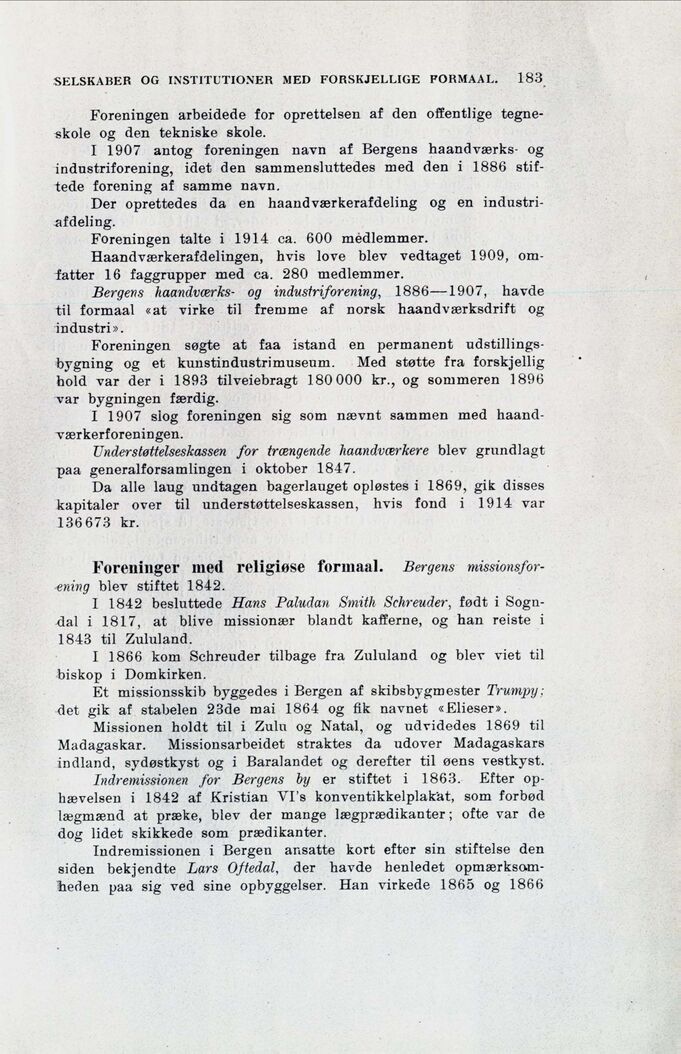 SELSKABER OG INSTITUTIONER MED FORSKJELLIGE FORMAAL. 183
Foreningen arbeidede for oprettelsen af den offentlige tegne-
skole og den tekniske skole.
I 1907 antog foreningen navn af Bergens haandværks- og
industriforening, idet den sammensluttedes med den i 1886 stif-
tede forening af samme navn.
Der oprettedes da en haandværkerafdeling og en industri-
afdeling.
Foreningen talte i 1914 ca. 600 medlemmer.
Haandværkerafdelingen, hvis love blev vedtaget 1909, om-
fatter 16 faggrupper med ca. 280 medlemmer.
Bergens haandværks- og industriforening, 1886—1907, havde
til formaal «at virke til fremme af norsk haandværksdrift og
industri».
Foreningen søgte at faa istand en permanent udstillings-
bygning og et kunstindustrimuseum. Med støtte fra forskjellig
hold var der i 1893 tilveiebragt 180 000 kr., og sommeren 1896
var bygningen færdig.
I 1907 slog foreningen sig som nævnt sammen med haand-
værkerforeningen.
Understøttelseskassen for trængende haandværkere blev grundlagt
paa generalforsamlingen i oktober 1847.
Da alle laug undtagen bagerlauget opløstes i 1869, gik disses
kapitaler over til understøttelseskassen, hvis fond i 1914 var
136 673 kr.
Foreninger med religiøse formaal. Bergens missionsfor-
ening blev stiftet 1842.
I 1842 besluttede Hans Paludan Smith Schreuder, født i Sogn-
dal i 1817, at blive missionær blandt kafferne, og han reiste i
1843 til Zululand.
I 1866 kom Schreuder tilbage fra Zululand og blev viet til
biskop i Domkirken.
Et missionsskib byggedes i Bergen af skibsbygmester Trumpy;
det gik af stabelen 23de mai 1864 og fik navnet «Elieser».
Missionen holdt til i Zulu og Natal, og udvidedes 1869 til
Madagaskar. Missionsarbeidet straktes da udover Madagaskars
indland, sydøstkyst og i Baralandet og derefter til øens vestkyst.
Indremissionen for Bergens by er stiftet i 1863. Efter op-
hævelsen i 1842 af Kristian VI's konventikkelplakat, som forbød
lægmænd at præke, blev der mange lægprædikanter; ofte var de
dog lidet skikkede som prædikanter.
Indremissionen i Bergen ansatte kort efter sin stiftelse den
siden bekjendte Lars Oftedal, der havde henledet opmærksom-
heden paa sig ved sine opbyggelser. Han virkede 1865 og 1866